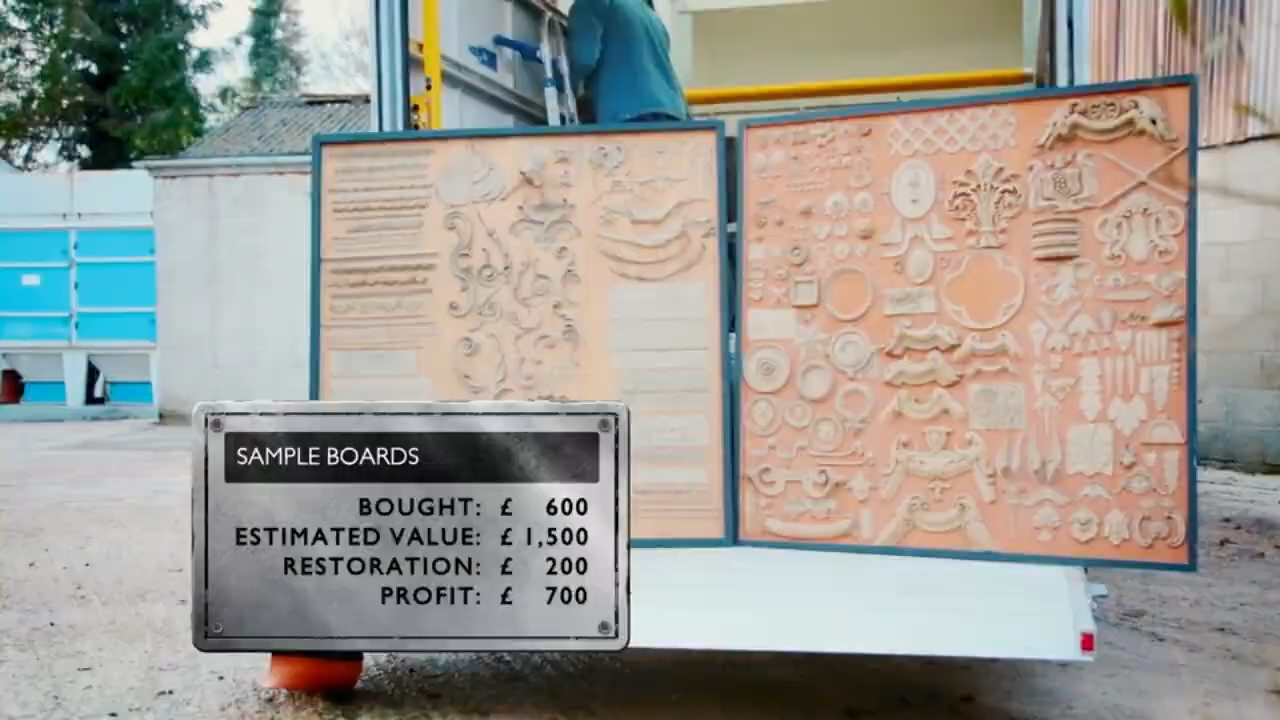 SAMPLE BOARDS
BOUGHT: £ 600
ESTIMATED VALUE: £ 1,500
RESTORATION: £ 200
PROFIT: £ 700